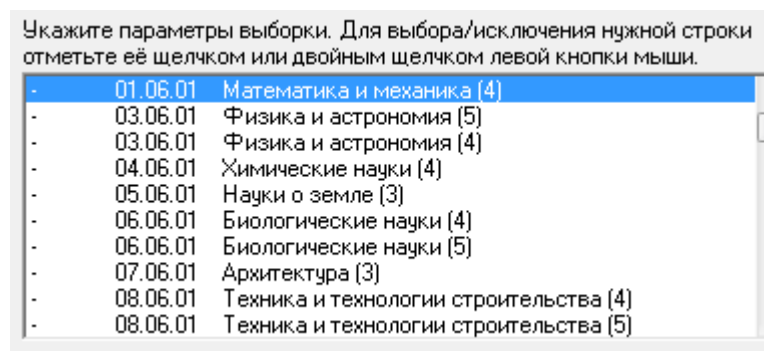 Укажите параметры выборки. Для выбора/исключения нужной строки
отметьте её щелчком или двойным щелчком левой кнопки мыши.
- 01.06.01 Математика и механика (4)
- 03.06.01 Физика и астрономия (5)
- 03.06.01 Физика и астрономия (4)
- 04.06.01 Химические науки (4)
- 05.06.01 Науки о земле (3)
- 06.06.01 Биологические науки (4)
- 06.06.01 Биологические науки (5)
- 07.06.01 Архитектура (3)
- 08.06.01 Техника и технологии строительства (4)
- 08.06.01 Техника и технологии строительства (5)